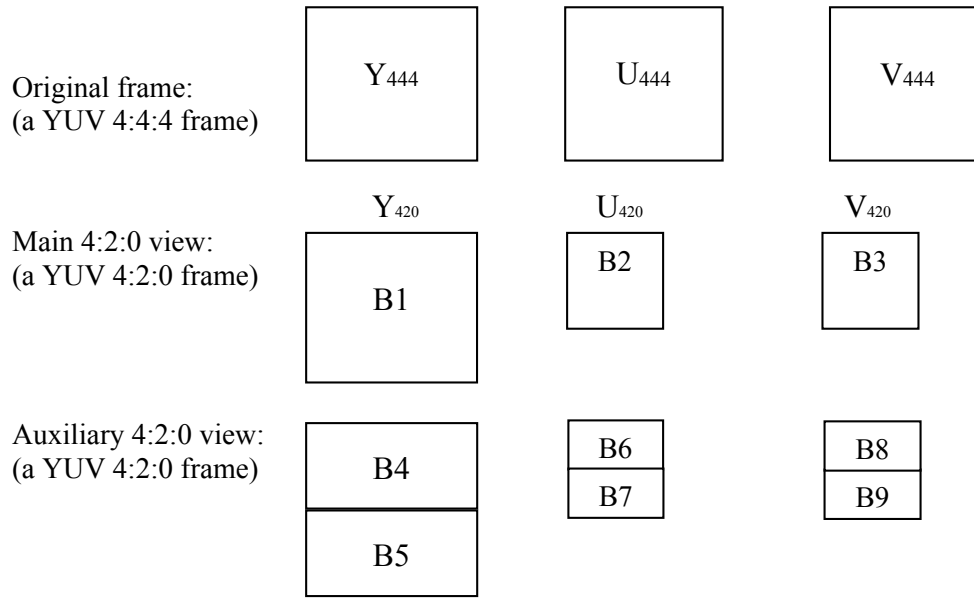 Y444 U444 V444
Original frame:
(a YUV 4:4:4 frame)
Y420 U420 V420
Main 4:2:0 view:
(a YUV 4:2:0 frame)
B1 B2 B3
Auxiliary 4:2:0 view:
(a YUV 4:2:0 frame)
B4 B6 B8
B7 B9
B5